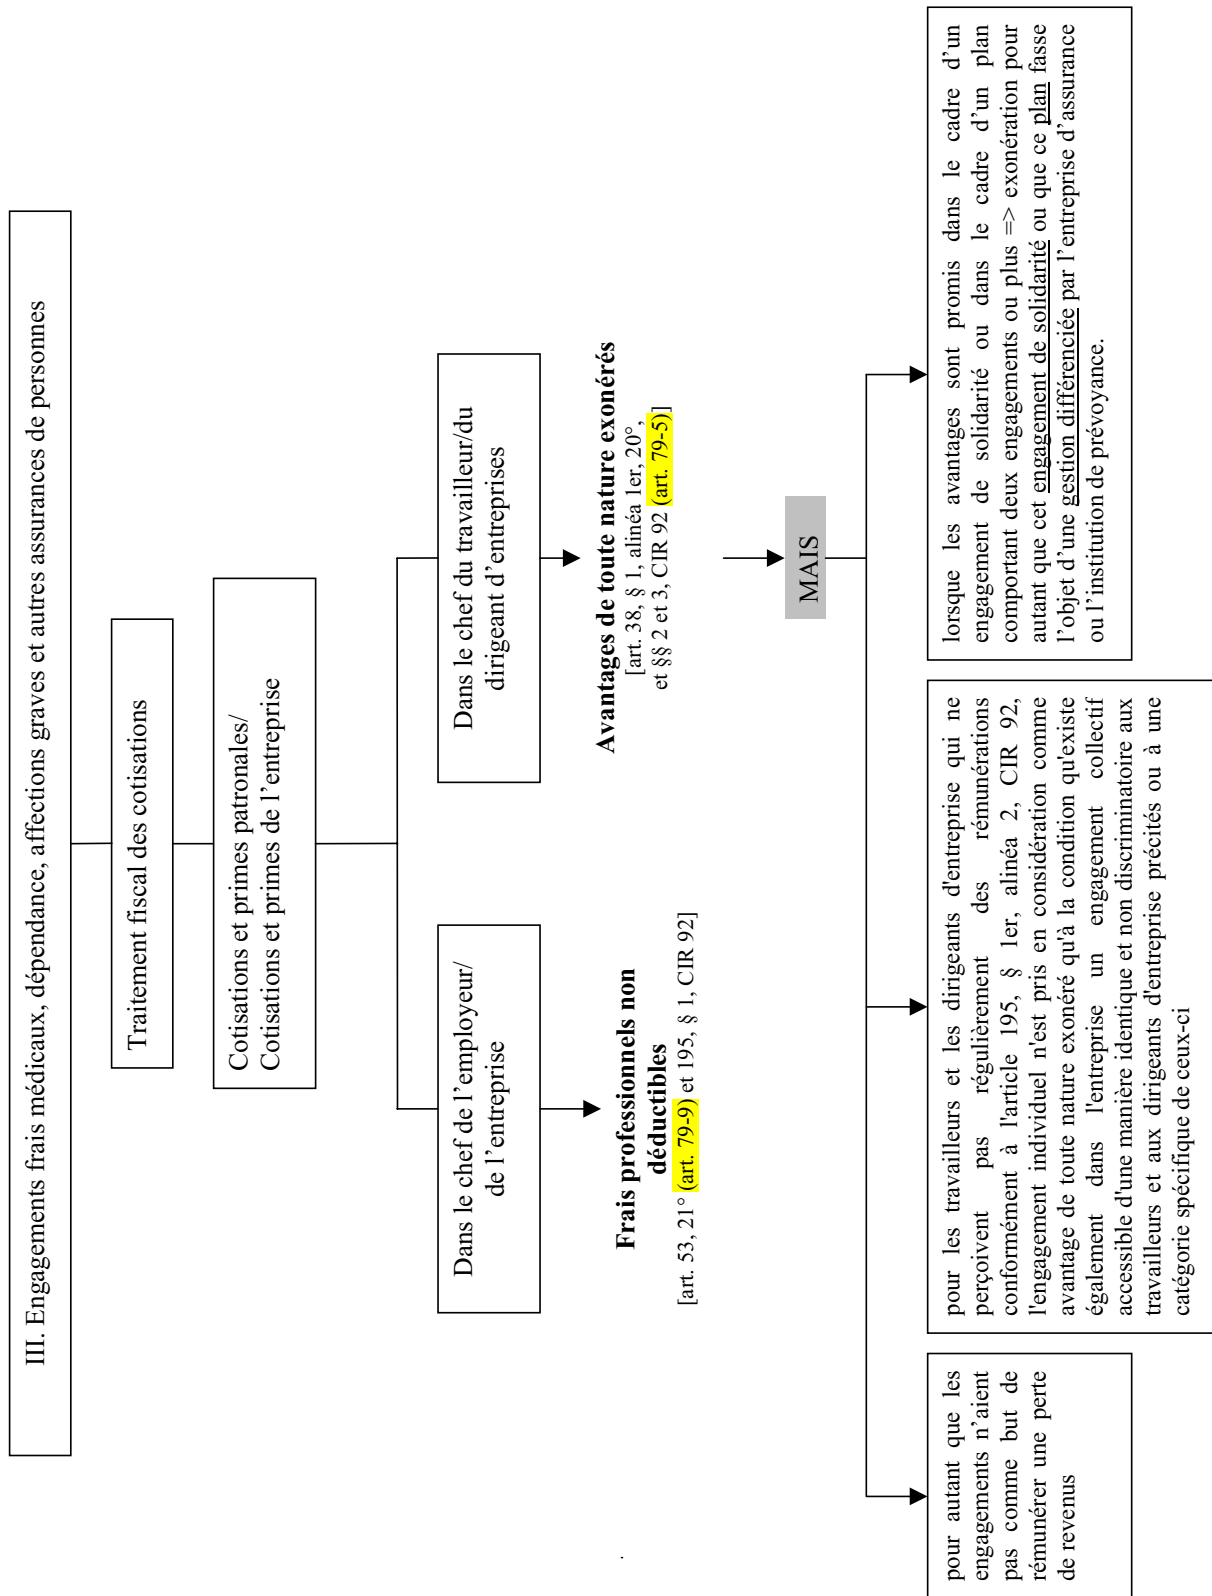 III. Engagements frais médicaux, dépendance, affections graves et autres assurances de personnes
Traitement fiscal des cotisations
Cotisations et primes patronales/
Cotisations et primes de l'entreprise
Dans le chef de l'employeur/
de l'entreprise
Frais professionnels non
déductibles
[art. 53, 21° (art. 79-9) et 195, § 1, CIR 92]
Dans le chef du travailleur/du
dirigeant d'entreprises
Avantages de toute nature exonérés
[art. 38, § 1, alinéa 1er, 20°,
et §§ 2 et 3, CIR 92 (art. 79-5)]
MAIS
pour autant que les
engagements n'aient
pas comme but de
rémunérer une perte
de revenus
pour les travailleurs et les dirigeants d'entreprise qui ne
perçoivent pas régulièrement des rémunérations
conformément à l'article 195, § 1er, alinéa 2, CIR 92,
l'engagement individuel n'est pris en considération comme
avantage de toute nature exonéré qu'à la condition qu'existe
également dans l'entreprise un engagement collectif
accessible d'une manière identique et non discriminatoire aux
travailleurs et aux dirigeants d'entreprise précités ou à une
catégorie spécifique de ceux-ci
lorsque les avantages sont promis dans le cadre d'un
engagement de solidarité ou dans le cadre d'un plan
comportant deux engagements ou plus => exonération pour
autant que cet engagement de solidarité ou que ce plan fasse
l'objet d'une gestion différenciée par l'entreprise d'assurance
ou l'institution de prévoyance.
.